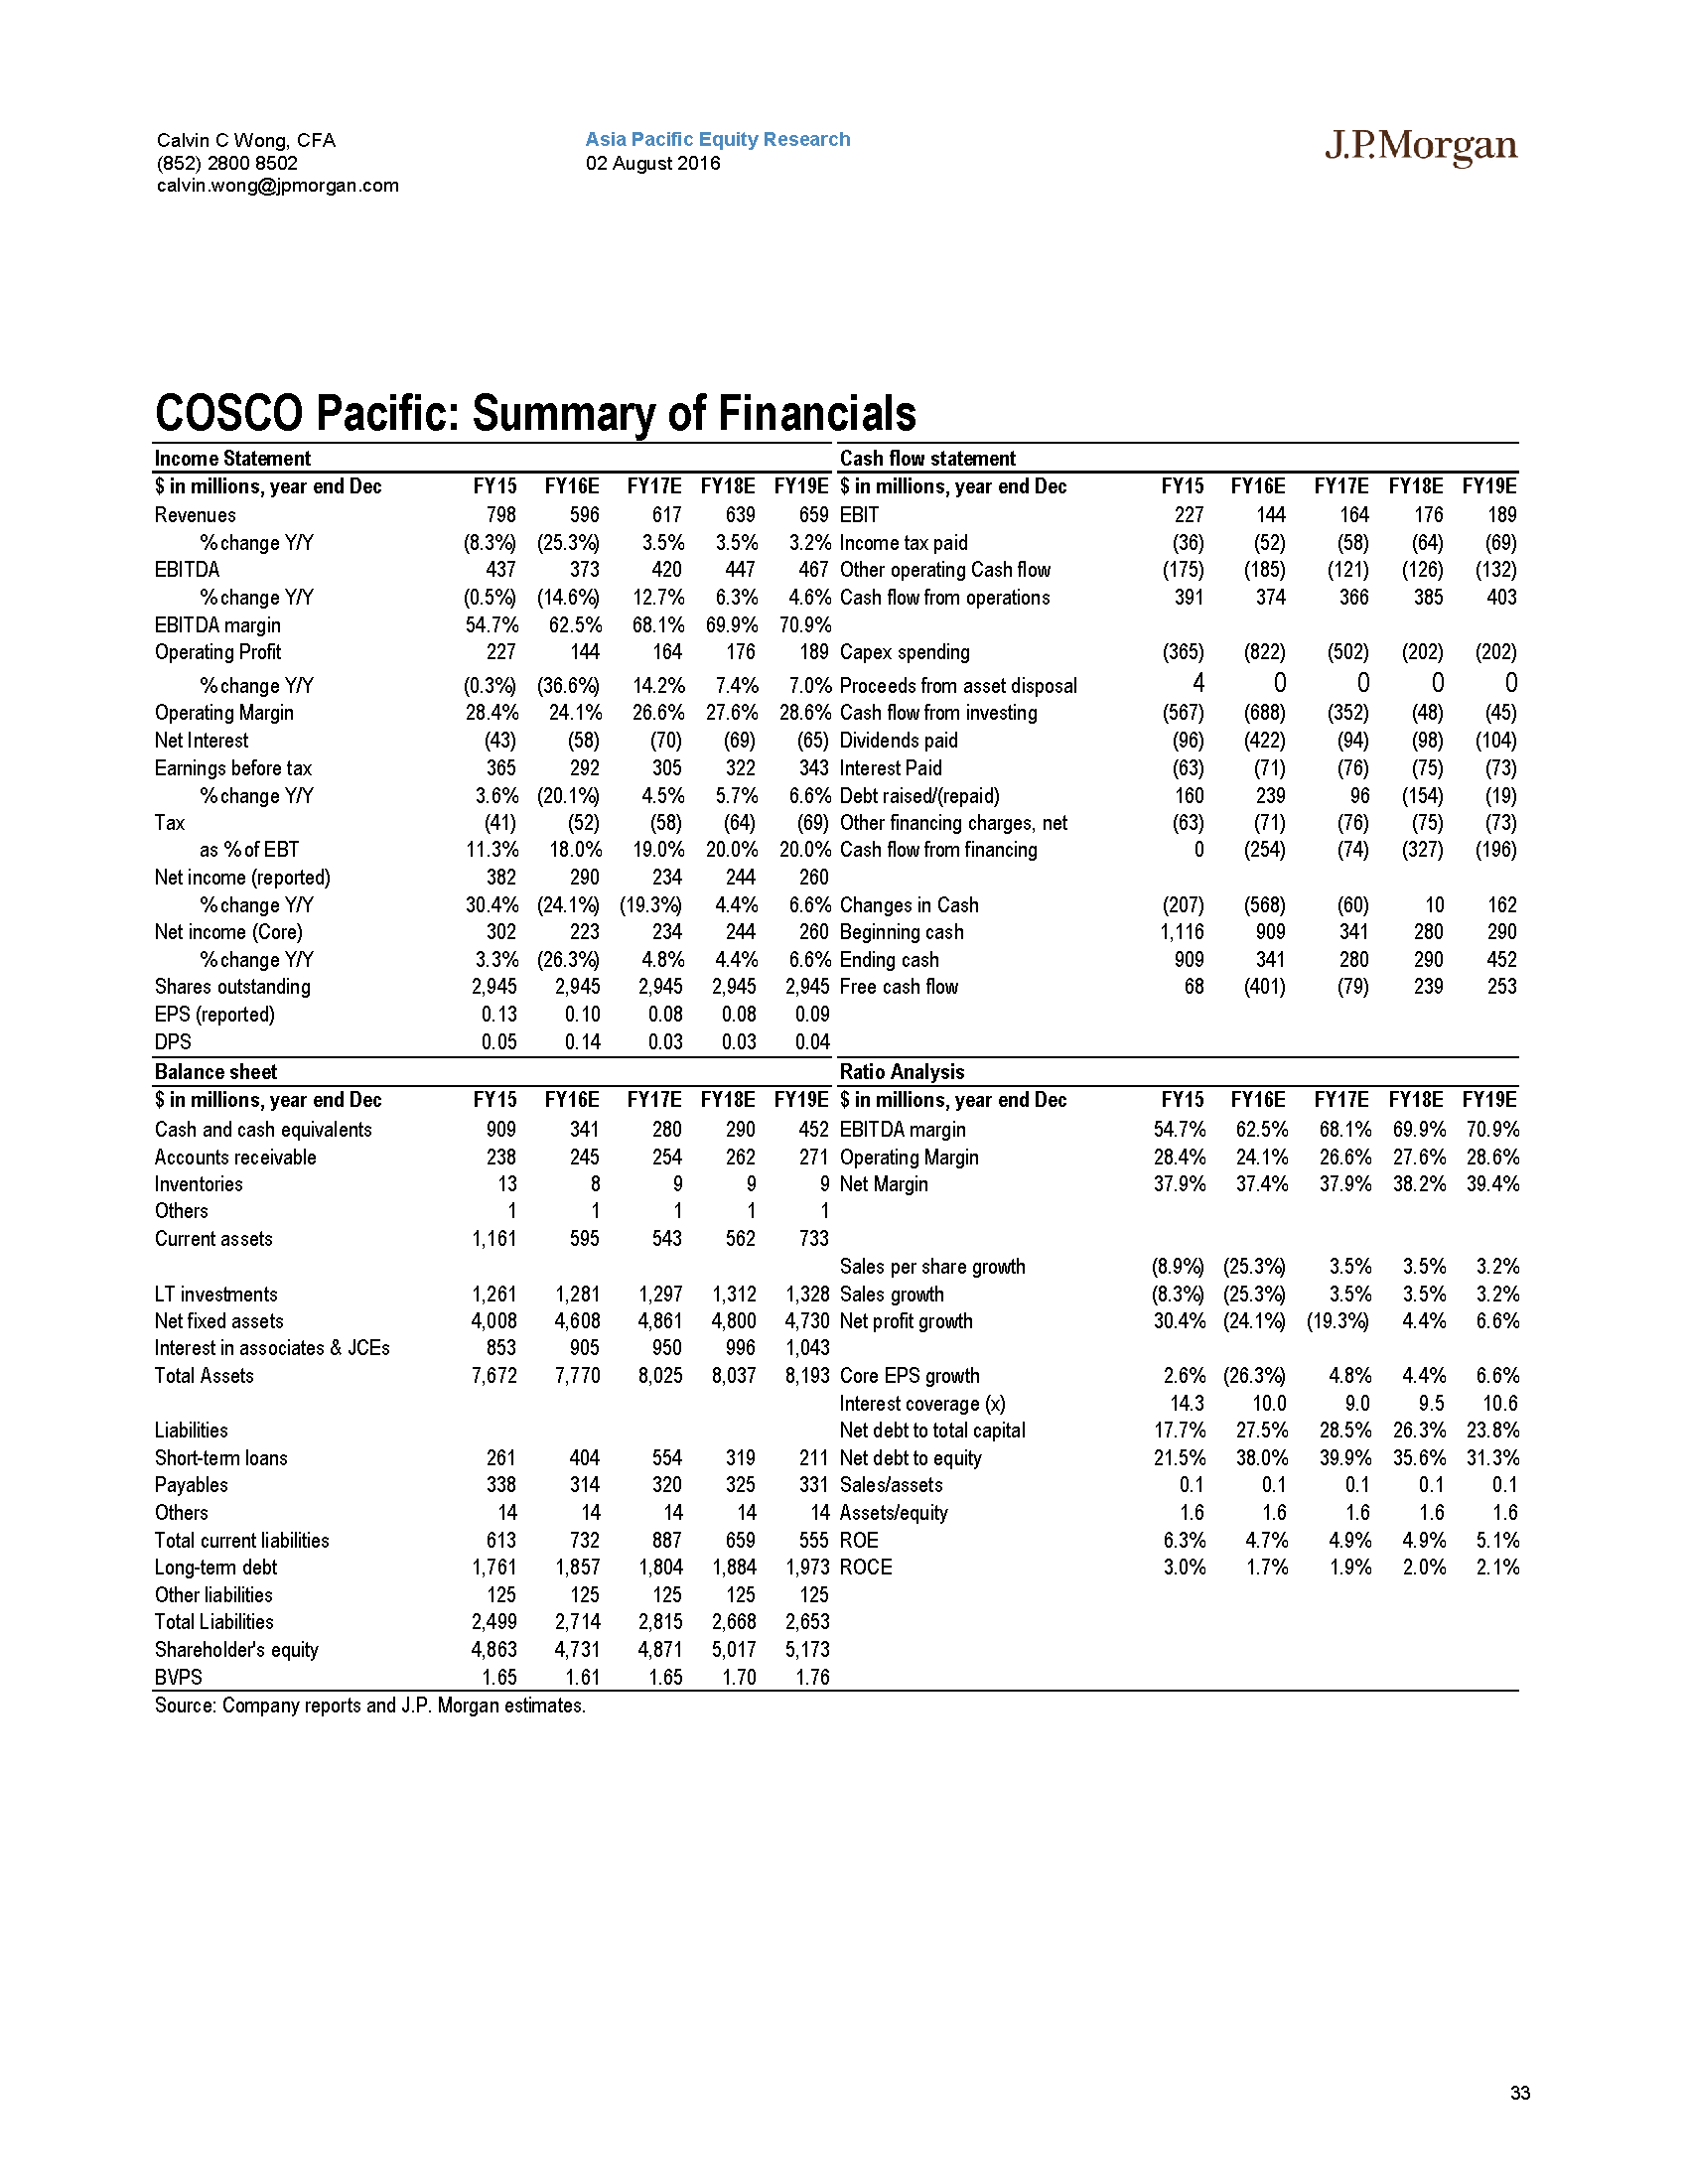 Calvin C Wong, CFA
(852) 2800 8502
calvin.wong@jpmorgan.com
Asia Pacific Equity Research
02 August 2016
J.P.Morgan
COSCO Pacific: Summary of Financials
Income Statement
$ in millions, year end Dec FY15 FY16E FY17E FY18E FY19E
Revenues 798 596 617 639 659
% change Y/Y (8.3%) (25.3%) 3.5% 3.5% 3.2%
EBITDA 437 373 420 447 467
% change Y/Y (0.5%) (14.6%) 12.7% 6.3% 4.6%
EBITDA margin 54.7% 62.5% 68.1% 69.9% 70.9%
Operating Profit 227 144 164 176 189
% change Y/Y (0.3%) (36.6%) 14.2% 7.4% 7.0%
Operating Margin 28.4% 24.1% 26.6% 27.6% 28.6%
Net Interest (43) (58) (70) (69) (65)
Earnings before tax 365 292 305 322 343
% change Y/Y 3.6% (20.1%) 4.5% 5.7% 6.6%
Tax (41) (52) (58) (64) (69)
as % of EBT 11.3% 18.0% 19.0% 20.0% 20.0%
Net income (reported) 382 290 234 244 260
% change Y/Y 30.4% (24.1%) (19.3%) 4.4% 6.6%
Net income (Core) 302 223 234 244 260
% change Y/Y 3.3% (26.3%) 4.8% 4.4% 6.6%
Shares outstanding 2,945 2,945 2,945 2,945 2,945
EPS (reported) 0.13 0.10 0.08 0.08 0.09
DPS 0.05 0.14 0.03 0.03 0.04
Cash flow statement
$ in millions, year end Dec FY15 FY16E FY17E FY18E FY19E
EBIT 227 144 164 176 189
Income tax paid (36) (52) (58) (64) (69)
Other operating Cash flow (175) (185) (121) (126) (132)
Cash flow from operations 391 374 366 385 403
Capex spending (365) (822) (502) (202) (202)
Proceeds from asset disposal 4 0 0 0 0
Cash flow from investing (567) (688) (352) (48) (45)
Dividends paid (96) (422) (94) (98) (104)
Interest Paid (63) (71) (76) (75) (73)
Debt raised/(repaid) 160 239 96 (154) (19)
Other financing charges, net (63) (71) (76) (75) (73)
Cash flow from financing 0 (254) (74) (327) (196)
Changes in Cash (207) (568) (60) 10 162
Beginning cash 1,116 909 341 280 290
Ending cash 909 341 280 290 452
Free cash flow 68 (401) (79) 239 253
Balance sheet
$ in millions, year end Dec FY15 FY16E FY17E FY18E FY19E
Cash and cash equivalents 909 341 280 290 452
Accounts receivable 238 245 254 262 271
Inventories 13 8 9 9 9
Others 1 1 1 1 1
Current assets 1,161 595 543 562 733
LT investments 1,261 1,281 1,297 1,312 1,328
Net fixed assets 4,008 4,608 4,861 4,800 4,730
Interest in associates & JCEs 853 905 950 996 1,043
Total Assets 7,672 7,770 8,025 8,037 8,193
Liabilities
Short-term loans 261 404 554 319 211
Payables 338 314 320 325 331
Others 14 14 14 14 14
Total current liabilities 613 732 887 659 555
Long-term debt 1,761 1,857 1,804 1,884 1,973
Other liabilities 125 125 125 125 125
Total Liabilities 2,499 2,714 2,815 2,668 2,653
Shareholder's equity 4,863 4,731 4,871 5,017 5,173
BVPS 1.65 1.61 1.65 1.70 1.76
Ratio Analysis
$ in millions, year end Dec FY15 FY16E FY17E FY18E FY19E
EBITDA margin 54.7% 62.5% 68.1% 69.9% 70.9%
Operating Margin 28.4% 24.1% 26.6% 27.6% 28.6%
Net Margin 37.9% 37.4% 37.9% 38.2% 39.4%
Sales per share growth (8.9%) (25.3%) 3.5% 3.5% 3.2%
Sales growth (8.3%) (25.3%) 3.5% 3.5% 3.2%
Net profit growth 30.4% (24.1%) (19.3%) 4.4% 6.6%
Core EPS growth 2.6% (26.3%) 4.8% 4.4% 6.6%
Interest coverage (x) 14.3 10.0 9.0 9.5 10.6
Net debt to total capital 17.7% 27.5% 28.5% 26.3% 23.8%
Net debt to equity 21.5% 38.0% 39.9% 35.6% 31.3%
Sales/assets 0.1 0.1 0.1 0.1 0.1
Assets/equity 1.6 1.6 1.6 1.6 1.6
ROE 6.3% 4.7% 4.9% 4.9% 5.1%
ROCE 3.0% 1.7% 1.9% 2.0% 2.1%
Source: Company reports and J.P. Morgan estimates.
33